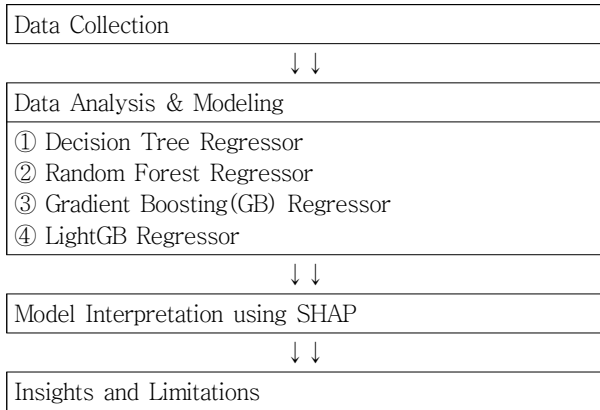 Data Collection
↓↓
Data Analysis & Modeling
① Decision Tree Regressor
② Random Forest Regressor
③ Gradient Boosting(GB) Regressor
④ LightGB Regressor
↓↓
Model Interpretation using SHAP
↓↓
Insights and Limitations